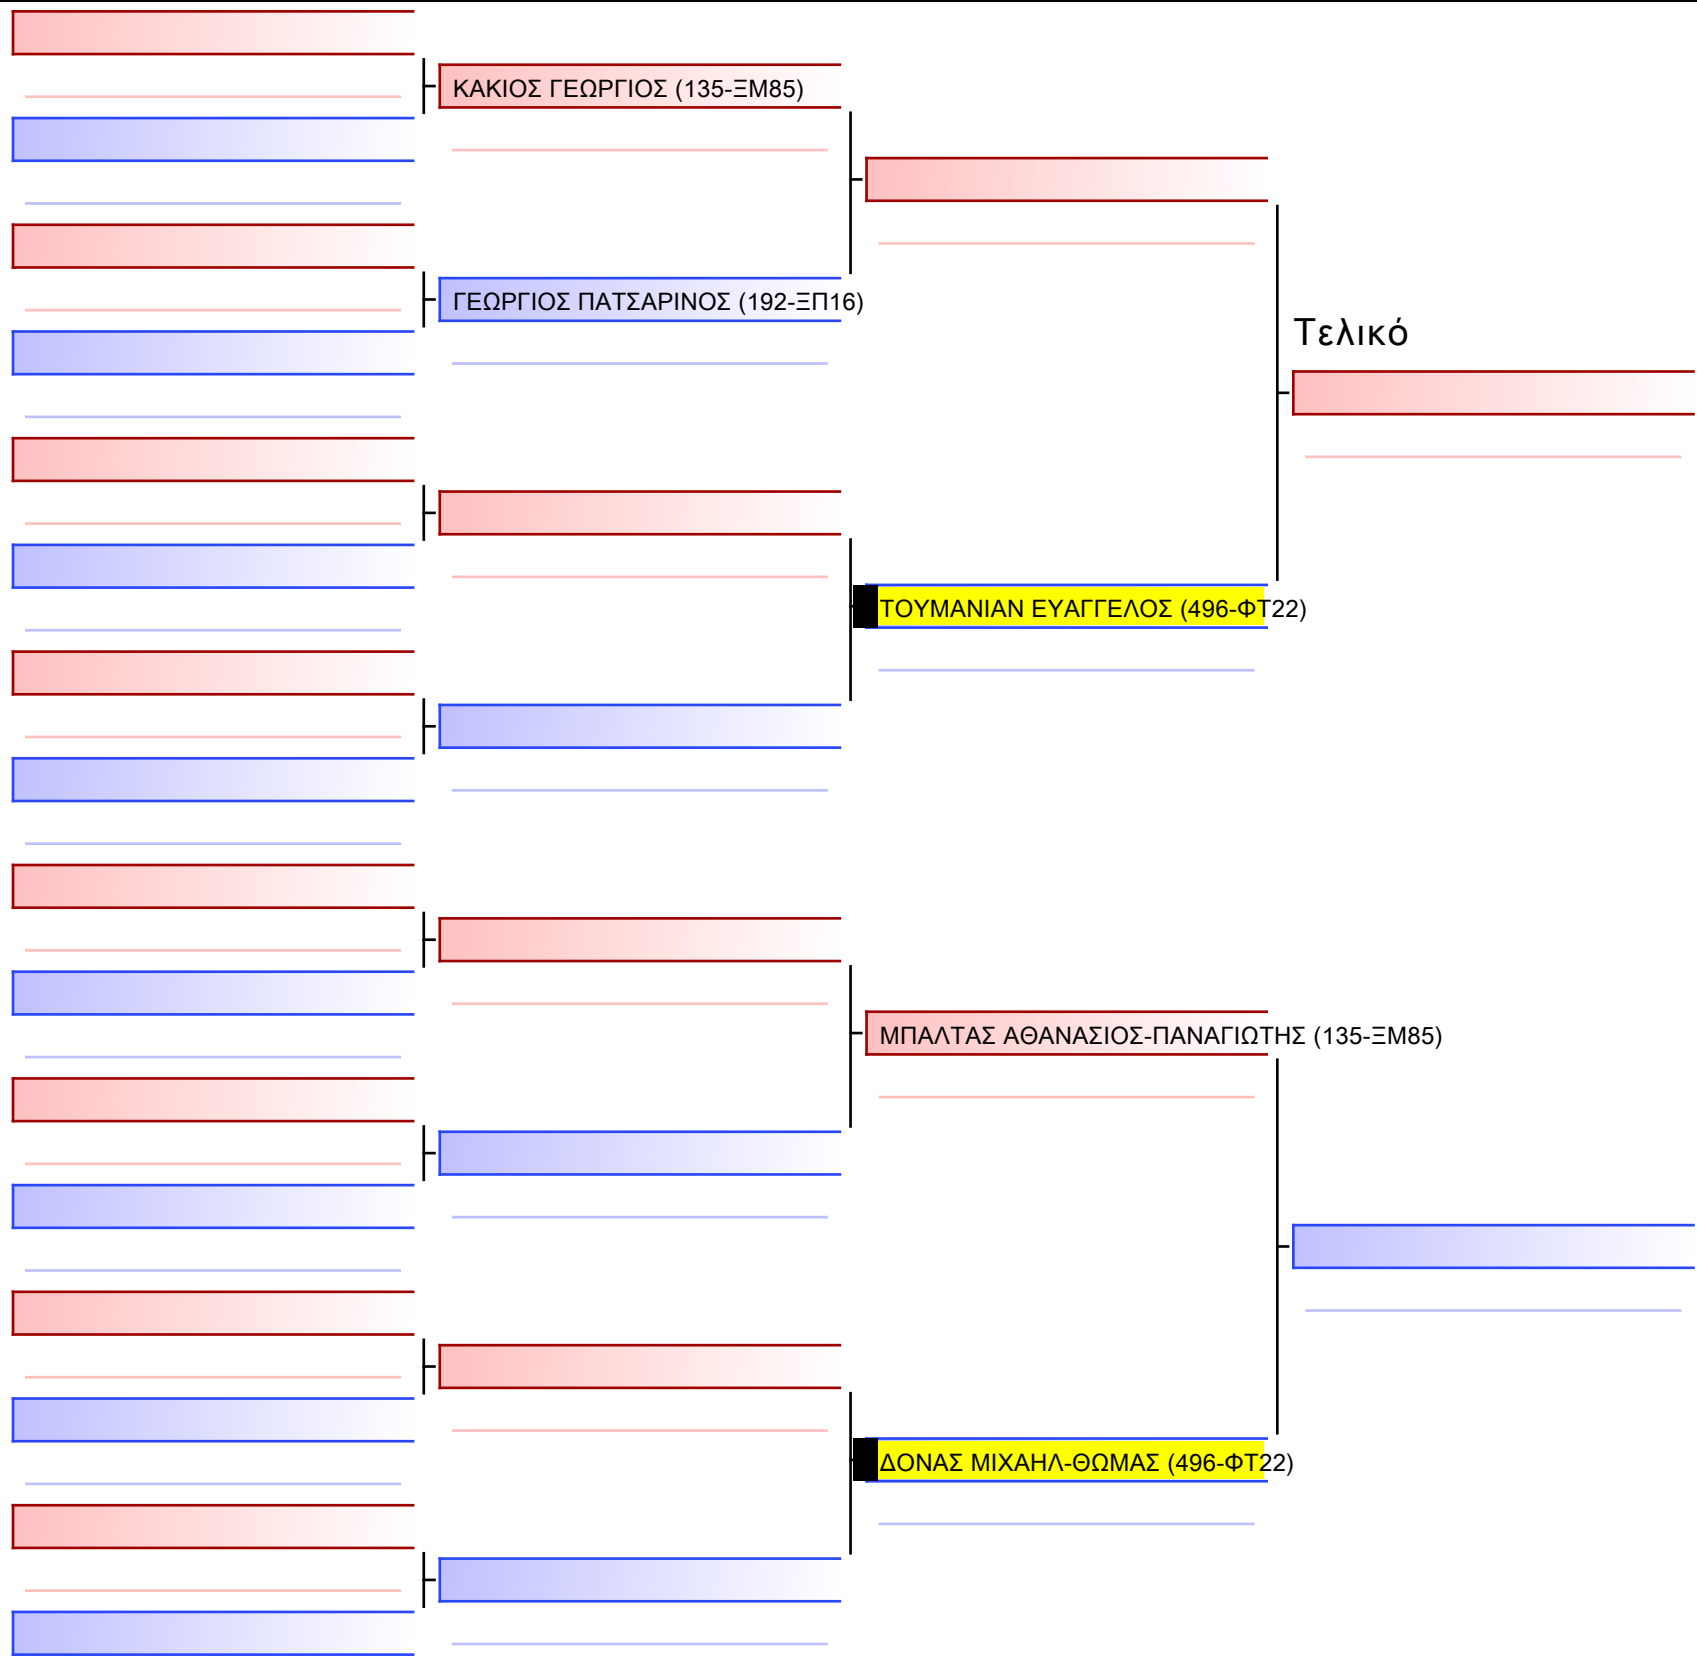 ΚΑΚΙΟΣ ΓΕΩΡΓΙΟΣ (135-ΞΜ85)
ΓΕΩΡΓΙΟΣ ΠΑΤΣΑΡΙΝΟΣ (192-ΞΠ16)
Τελικό
ΤΟΥΜΑΝΙΑΝ ΕΥΑΓΓΕΛΟΣ (496-ΦΤ22)
ΜΠΑΛΤΑΣ ΑΘΑΝΑΣΙΟΣ-ΠΑΝΑΓΙΩΤΗΣ (135-ΞΜ85)
ΔΟΝΑΣ ΜΙΧΑΗΛ-ΘΩΜΑΣ (496-ΦΤ22)